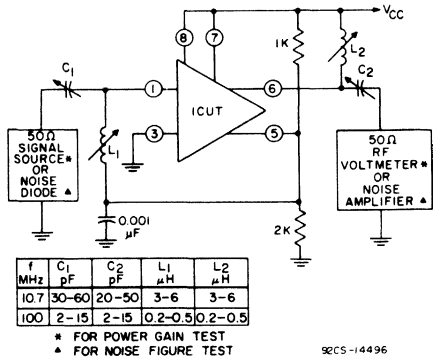 VCC
8
7
1K
L2
C1
C2
1
6
ICUT
3
5
L1
50Ω
SIGNAL
SOURCE*
OR
NOISE
DIODE ▲
50Ω
RF
VOLTMETER *
OR
NOISE
AMPLIFIER ▲
0.001
μF
2K
f MHz C1 pF C2 pF L1 μH L2 μH
10.7 30-60 20-50 3-6 3-6
100 2-15 2-15 0.2-0.5 0.2-0.5
* FOR POWER GAIN TEST
▲ FOR NOISE FIGURE TEST
92CS-14496